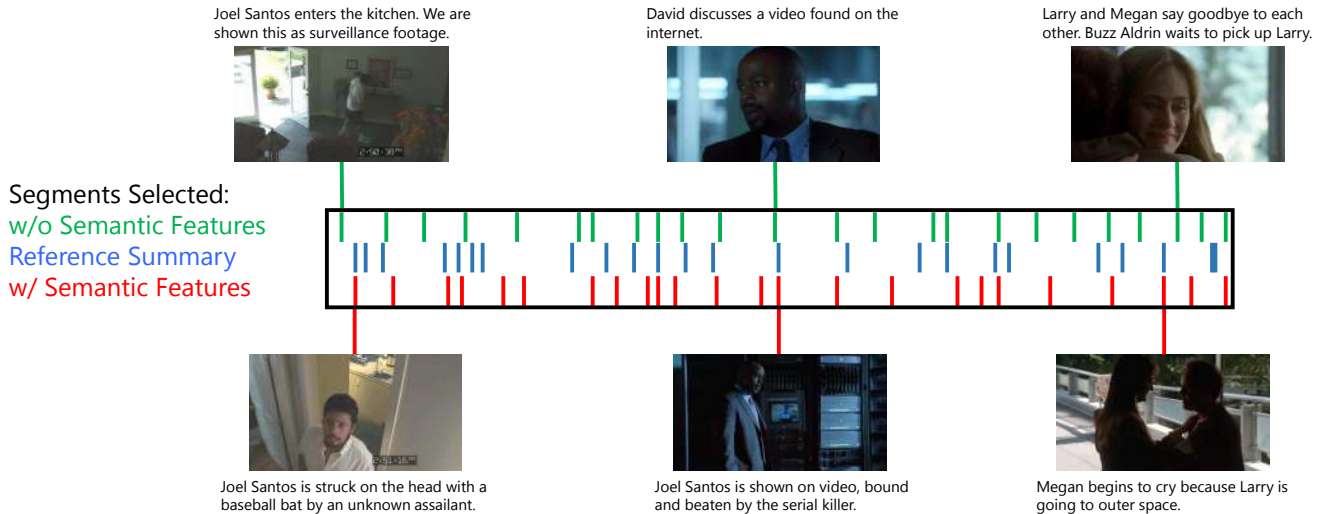 Joel Santos enters the kitchen. We are
shown this as surveillance footage.
David discusses a video found on the
internet.
Larry and Megan say goodbye to each
other. Buzz Aldrin waits to pick up Larry.
Segments Selected:
w/o Semantic Features
Reference Summary
w/ Semantic Features
Joel Santos is struck on the head with a
baseball bat by an unknown assailant.
Joel Santos is shown on video, bound
and beaten by the serial killer.
Megan begins to cry because Larry is
going to outer space.